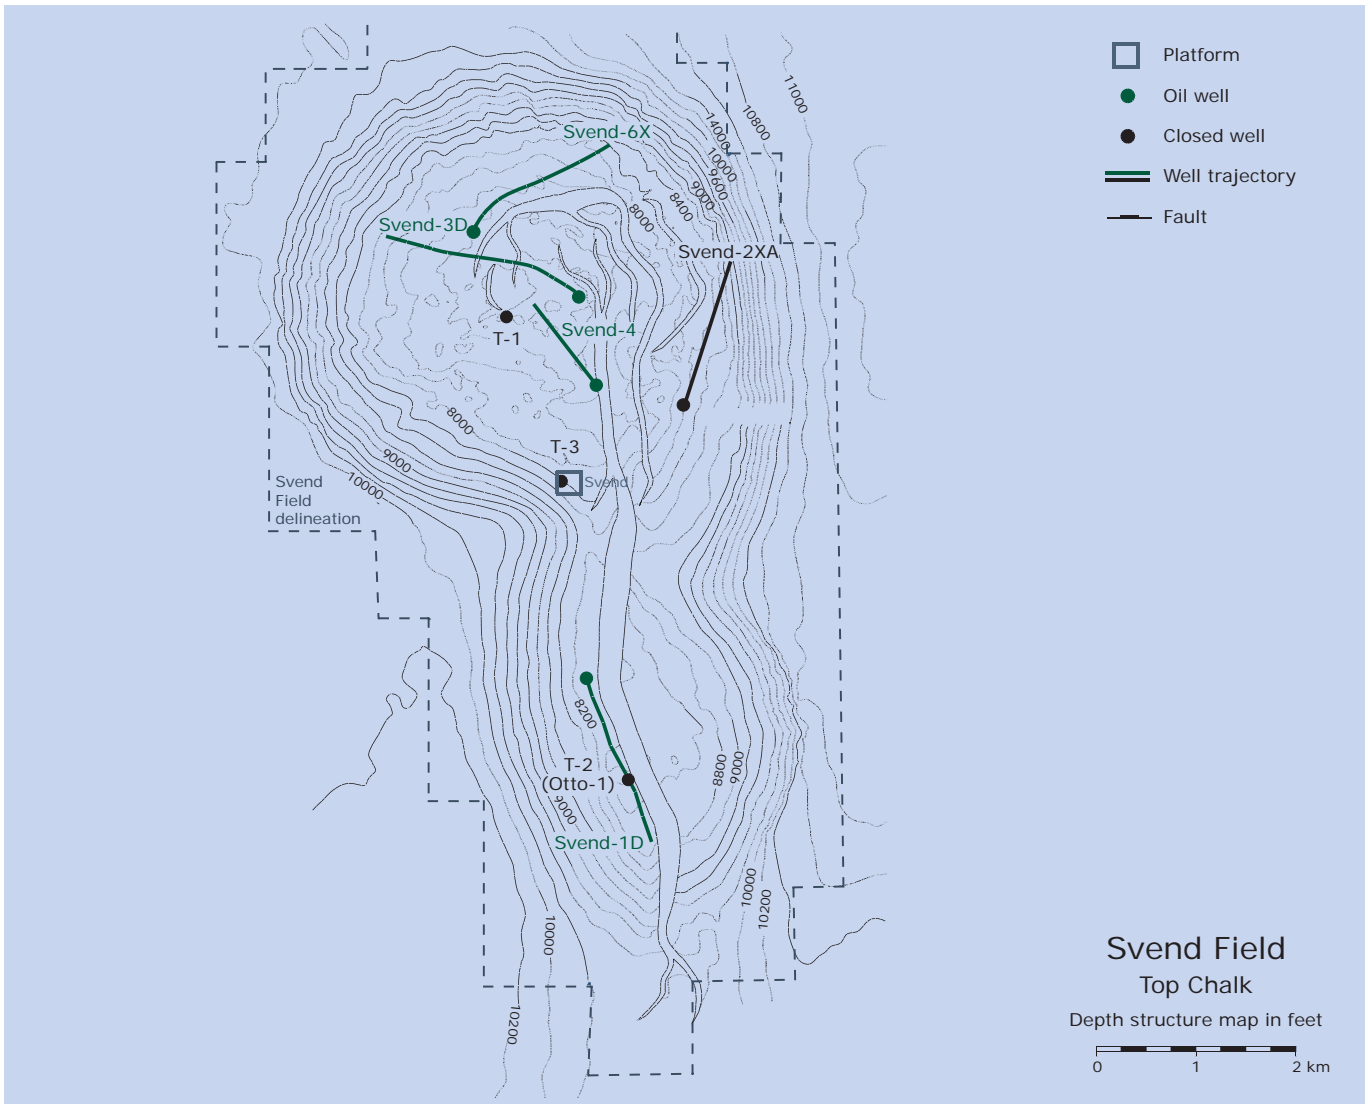 Platform
Oil well
Closed well
Well trajectory
Fault
11000
10800
14000
10000
9600
9000
8400
8000
Svend-6X
Svend-3D
Svend-2XA
T-1
Svend-4
8000
9000
10000
T-3
Svend
Svend
Field
delineation
8200
T-2
(Otto-1)
9000
8800
9000
Svend-1D
10000
10200
10000
10200
Svend Field
Top Chalk
Depth structure map in feet
0 1 2 km